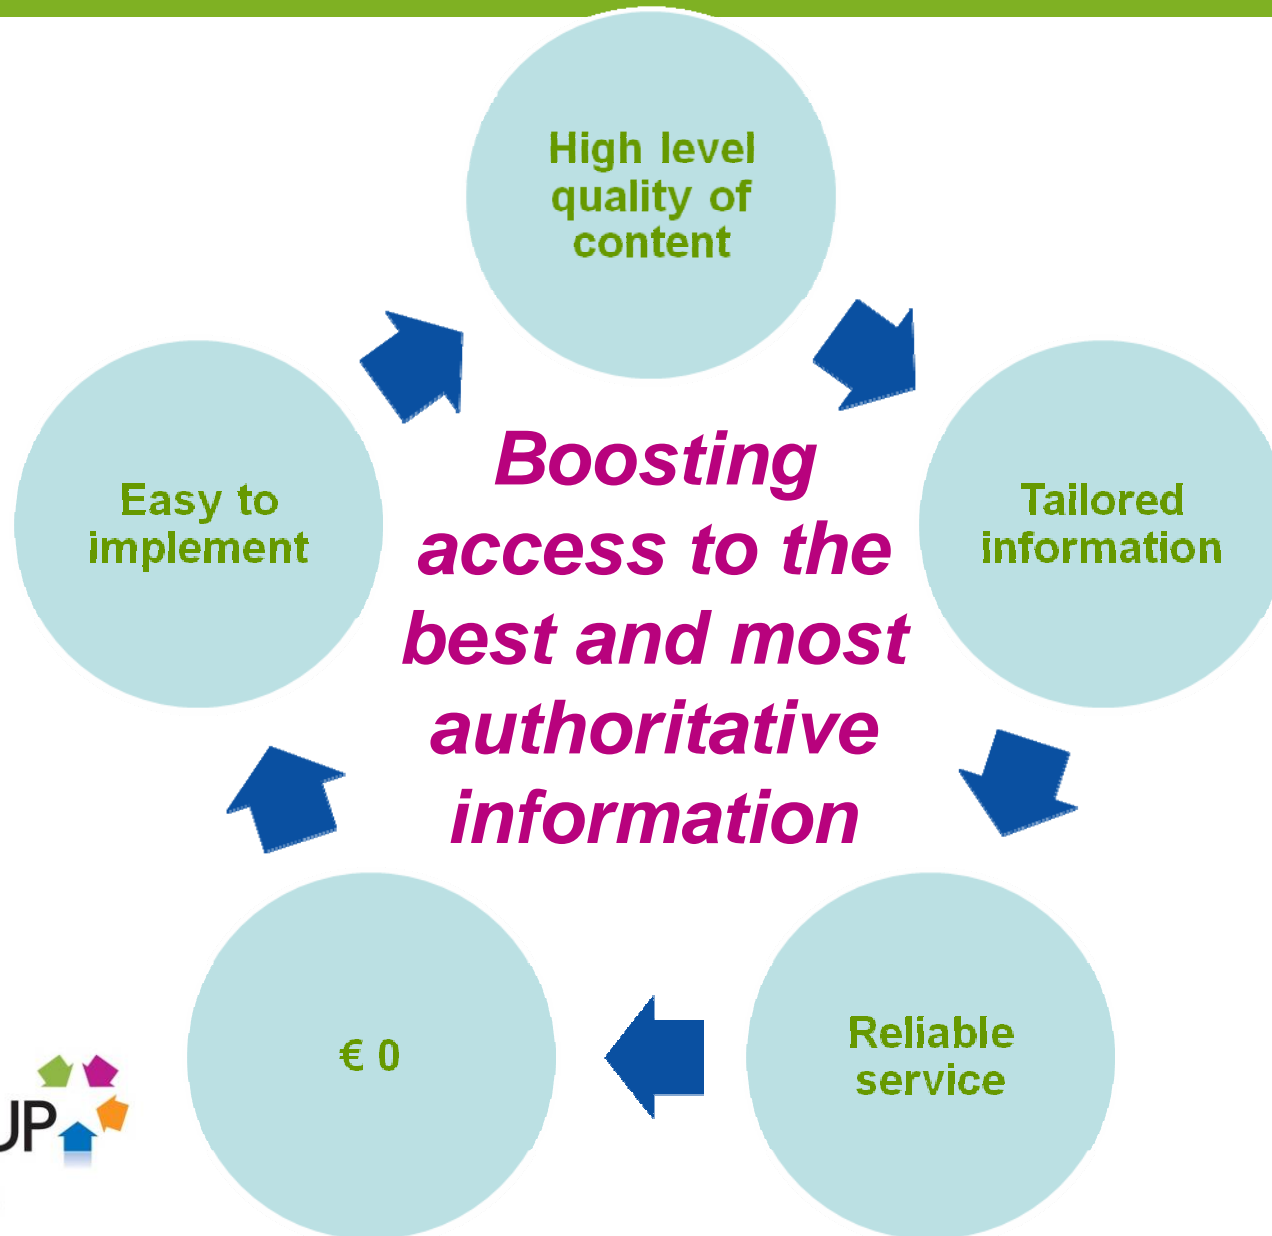 High level
quality of
content
Tailored
information
Reliable
service
€ 0
Easy to
implement
Boosting
access to the
best and most
authoritative
information
UP